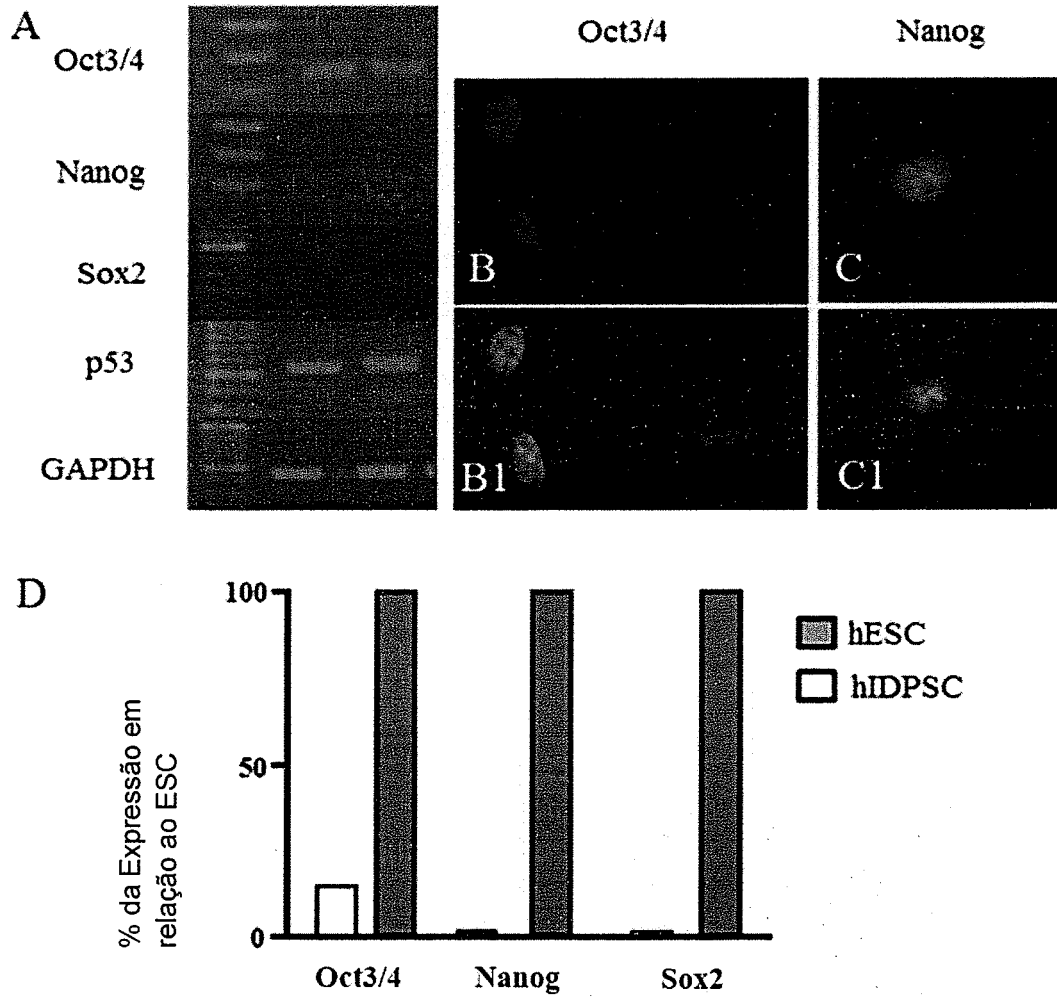 A
Oct3/4
Nanog
Oct3/4
Nanog
Sox2
p53
GAPDH
B
C
B1
C1
D
100
50
0
% da Expressão em
relação ao ESC
hESC
hIDPSC
Oct3/4
Nanog
Sox2